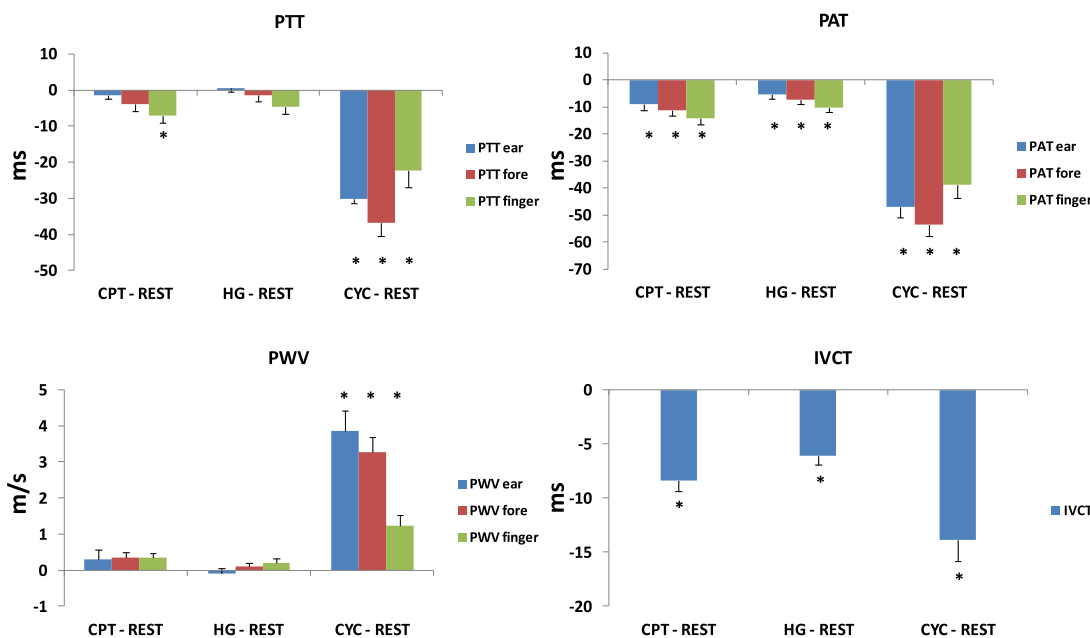 PTT
10
0
-10
-20
-30
-40
-50
ms
*
* * *
CPT - REST HG - REST CYC - REST
PTT ear
PTT fore
PTT finger
PAT
10
0
-10
-20
-30
-40
-50
-60
-70
ms
* * * * * *
* * *
CPT - REST HG - REST CYC - REST
PAT ear
PAT fore
PAT finger
PWV
5
4
3
2
1
0
-1
m/s
* * *
CPT - REST HG - REST CYC - REST
PWV ear
PWV fore
PWV finger
IVCT
0
-5
-10
-15
-20
ms
*
*
*
CPT - REST HG - REST CYC - REST
IVCT